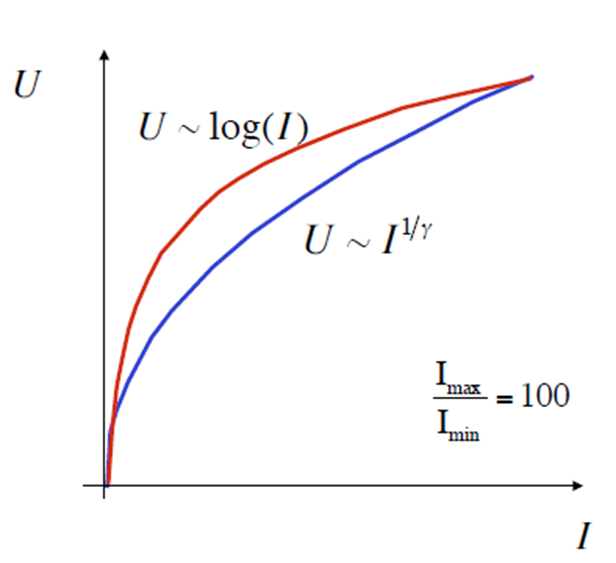 U
U ~ log(I)
U ~ I^{1/γ}
I_max / I_min = 100
I